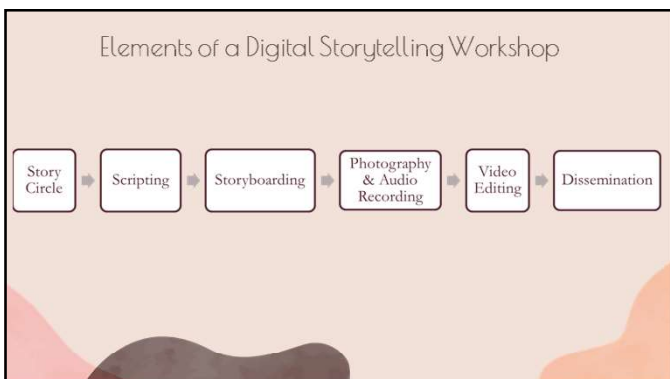 Elements of a Digital Storytelling Workshop
Story
Circle
Scripting
Storyboarding
Photography
& Audio
Recording
Video
Editing
Dissemination